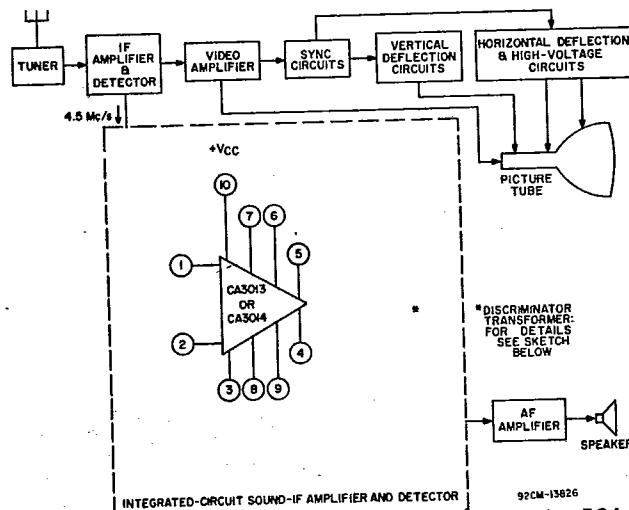 TUNER
IF
AMPLIFIER
&
DETECTOR
VIDEO
AMPLIFIER
SYNC
CIRCUITS
VERTICAL
DEFLECTION
CIRCUITS
HORIZONTAL DEFLECTION
& HIGH-VOLTAGE
CIRCUITS
4.5 Mc/s
PICTURE
TUBE
+VCC
10
7
6
5
1
CA3013
OR
CA3014
2
4
3
8
9
*
*DISCRIMINATOR
TRANSFORMER:
FOR DETAILS
SEE SKETCH
BELOW
AF
AMPLIFIER
SPEAKER
INTEGRATED-CIRCUIT SOUND-IF AMPLIFIER AND DETECTOR
92CM-13826